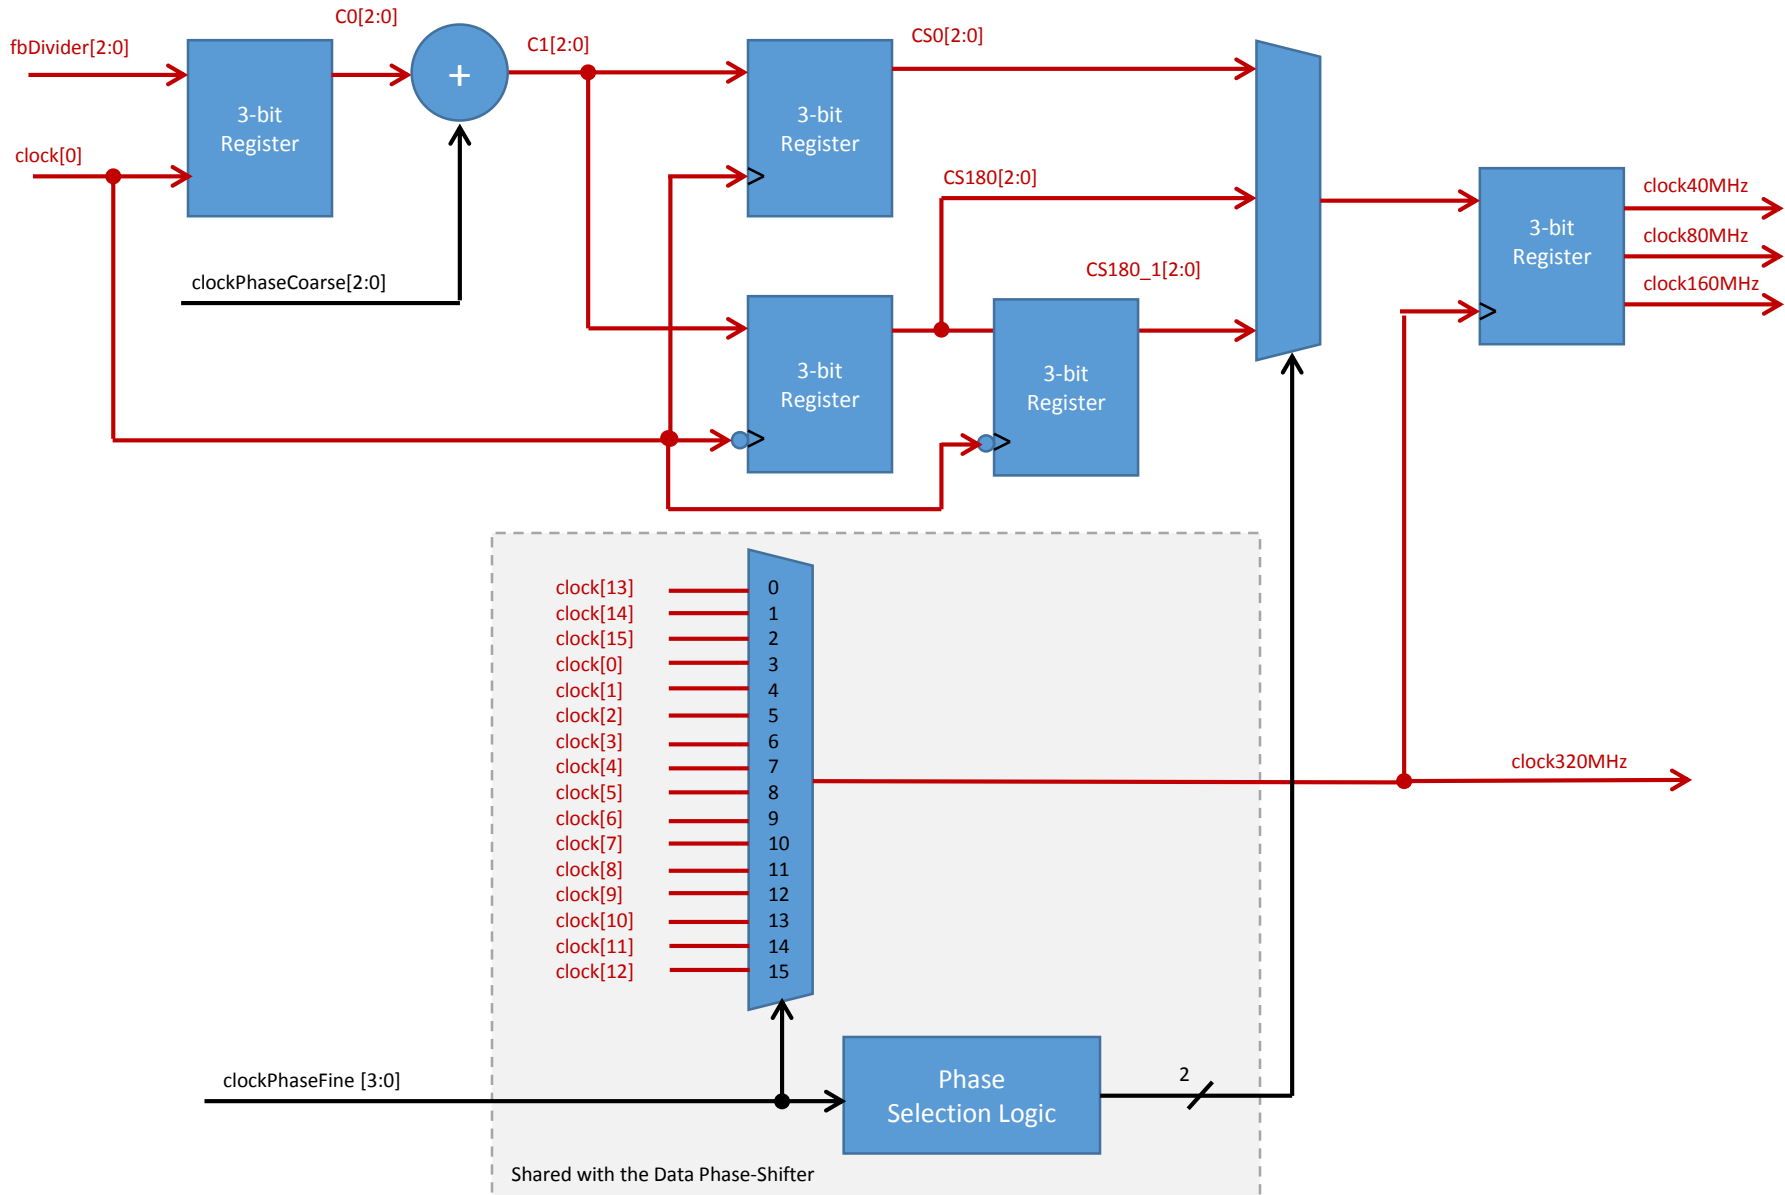 C0[2:0]
fbDivider[2:0]
+
C1[2:0]
CS0[2:0]
3-bit
Register
3-bit
Register
clock[0]
CS180[2:0]
clock40MHz
3-bit
Register
clock80MHz
clockPhaseCoarse[2:0]
CS180_1[2:0]
clock160MHz
3-bit
Register
3-bit
Register
clock[13] 0
clock[14] 1
clock[15] 2
clock[0] 3
clock[1] 4
clock[2] 5
clock[3] 6
clock[4] 7
clock320MHz
clock[5] 8
clock[6] 9
clock[7] 10
clock[8] 11
clock[9] 12
clock[10] 13
clock[11] 14
clock[12] 15
clockPhaseFine [3:0]
Phase
Selection Logic
2
Shared with the Data Phase-Shifter